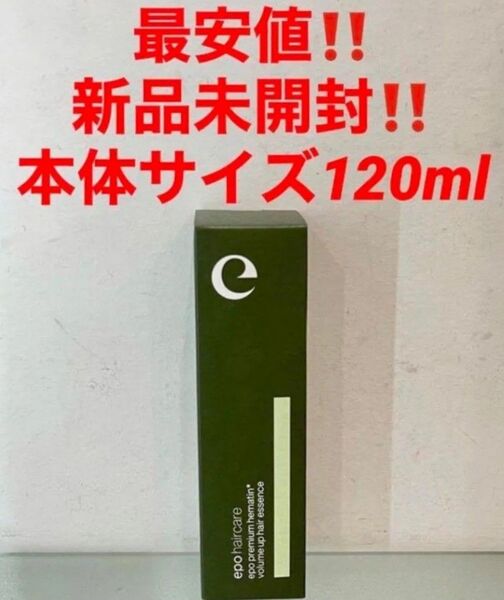 最安値‼️
新品未開封‼️
本体サイズ120ml
e
epo haircare
epo premium hematin*
volume up hair essence